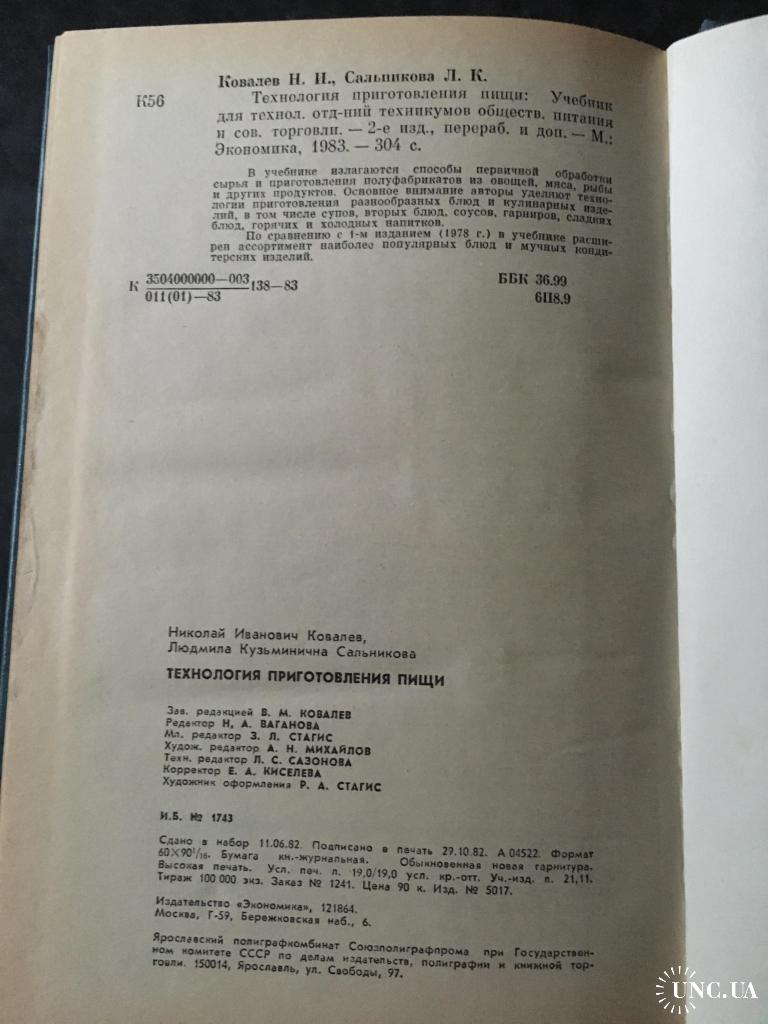 Ковалев Н. И., Сальникова Л. К.
К56 Технология приготовления пищи: Учебник
для технол. отд-ний техникумов обществ. питания
и сов. торговли. — 2-е изд., перераб. и доп. — М.:
Экономика, 1983. — 304 с.
В учебнике излагаются способы первичной обработки
сырья и приготовления полуфабрикатов из овощей, мяса, рыбы
и других продуктов. Основное внимание авторы уделяют техно-
логии приготовления разнообразных блюд и кулинарных изде-
лий, в том числе супов, вторых блюд, соусов, гарниров, сладких
блюд, горячих и холодных напитков.
По сравнению с 1-м изданием (1978 г.) в учебнике расши-
рен ассортимент наиболее популярных блюд и мучных конди-
терских изделий.
К 3504000000—003 138—83
011(01)—83
ББК 36.99
6П8.9
Николай Иванович Ковалев,
Людмила Кузьминична Сальникова
ТЕХНОЛОГИЯ ПРИГОТОВЛЕНИЯ ПИЩИ
Зав. редакцией В. М. КОВАЛЕВ
Редактор Н. А. ВАГАНОВА
Мл. редактор З. Л. СТАГИС
Худож. редактор А. Н. МИХАЙЛОВ
Техн. редактор Л. С. САЗОНОВА
Корректор Е. А. КИСЕЛЕВА
Художник оформления Р. А. СТАГИС
И.Б. № 1743
Сдано в набор 11.06.82. Подписано в печать 29.10.82. А 04522. Формат
60×90¹/₁₆. Бумага кн.-журнальная. Обыкновенная новая гарнитура.
Высокая печать. Усл. печ. л. 19,0/19,0 усл. кр.-отт. Уч.-изд. л. 21,11.
Тираж 100 000 экз. Заказ № 1241. Цена 90 к. Изд. № 5017.
Издательство «Экономика», 121864.
Москва, Г-59, Бережковская наб., 6.
Ярославский полиграфкомбинат Союзполиграфпрома при Государствен-
ном комитете СССР по делам издательств, полиграфии и книжной тор-
говли. 150014, Ярославль, ул. Свободы, 97.
UNC.UA